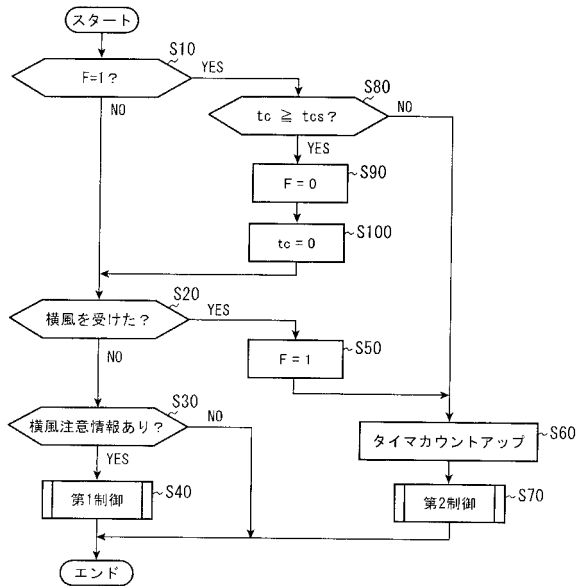 スタート
S10
F=1?
YES
NO
S80
tc ≧ tcs?
NO
YES
S90
F = 0
S100
tc = 0
S20
横風を受けた?
YES
NO
S50
F = 1
S30
横風注意情報あり?
NO
YES
S60
タイマカウントアップ
S40
第1制御
S70
第2制御
エンド